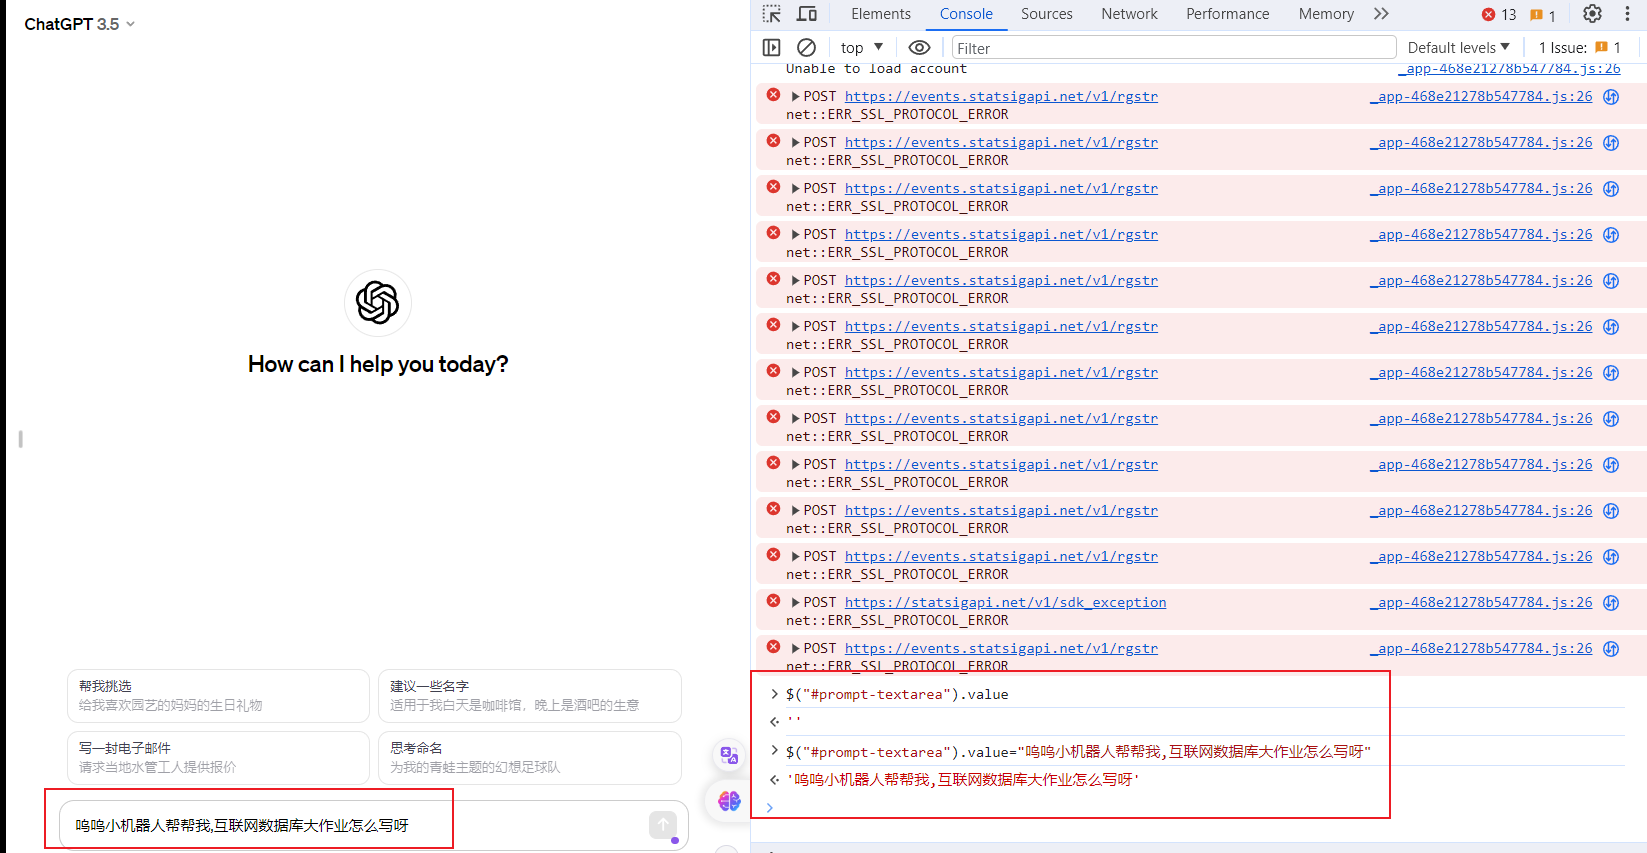 ChatGPT 3.5
How can I help you today?
帮我挑选
给我喜欢园艺的妈妈的生日礼物
建议一些名字
适用于我白天是咖啡馆，晚上是酒吧的生意
写一封电子邮件
请求当地水管工人提供报价
思考命名
为我的青蛙主题的幻想足球队
呜呜小机器人帮帮我,互联网数据库大作业怎么写呀
Elements Console Sources Network Performance Memory 13 1
top Filter Default levels 1 Issue: 1
Unable to load account _app-468e21278b547784.js:26
POST https://events.statsigapi.net/v1/rgstr _app-468e21278b547784.js:26
net::ERR_SSL_PROTOCOL_ERROR
POST https://events.statsigapi.net/v1/rgstr _app-468e21278b547784.js:26
net::ERR_SSL_PROTOCOL_ERROR
POST https://events.statsigapi.net/v1/rgstr _app-468e21278b547784.js:26
net::ERR_SSL_PROTOCOL_ERROR
POST https://events.statsigapi.net/v1/rgstr _app-468e21278b547784.js:26
net::ERR_SSL_PROTOCOL_ERROR
POST https://events.statsigapi.net/v1/rgstr _app-468e21278b547784.js:26
net::ERR_SSL_PROTOCOL_ERROR
POST https://events.statsigapi.net/v1/rgstr _app-468e21278b547784.js:26
net::ERR_SSL_PROTOCOL_ERROR
POST https://events.statsigapi.net/v1/rgstr _app-468e21278b547784.js:26
net::ERR_SSL_PROTOCOL_ERROR
POST https://events.statsigapi.net/v1/rgstr _app-468e21278b547784.js:26
net::ERR_SSL_PROTOCOL_ERROR
POST https://events.statsigapi.net/v1/rgstr _app-468e21278b547784.js:26
net::ERR_SSL_PROTOCOL_ERROR
POST https://events.statsigapi.net/v1/rgstr _app-468e21278b547784.js:26
net::ERR_SSL_PROTOCOL_ERROR
POST https://events.statsigapi.net/v1/rgstr _app-468e21278b547784.js:26
net::ERR_SSL_PROTOCOL_ERROR
POST https://statsigapi.net/v1/sdk_exception _app-468e21278b547784.js:26
net::ERR_SSL_PROTOCOL_ERROR
POST https://events.statsigapi.net/v1/rgstr _app-468e21278b547784.js:26
net::ERR_SSL_PROTOCOL_ERROR
> $("#prompt-textarea").value
''
> $("#prompt-textarea").value="呜呜小机器人帮帮我,互联网数据库大作业怎么写呀"
'呜呜小机器人帮帮我,互联网数据库大作业怎么写呀'
>